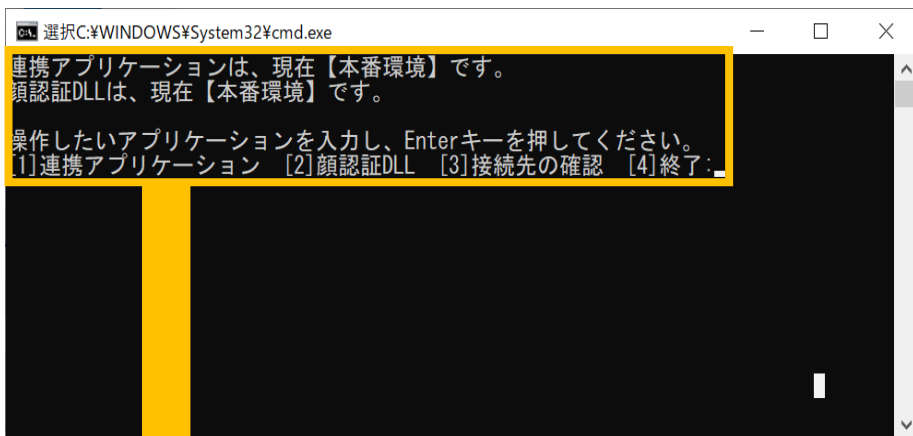 選択C:¥WINDOWS¥System32¥cmd.exe
連携アプリケーションは、現在【本番環境】です。
顔認証DLLは、現在【本番環境】です。
操作したいアプリケーションを入力し、Enterキーを押してください。
[1]連携アプリケーション [2]顔認証DLL [3]接続先の確認 [4]終了: